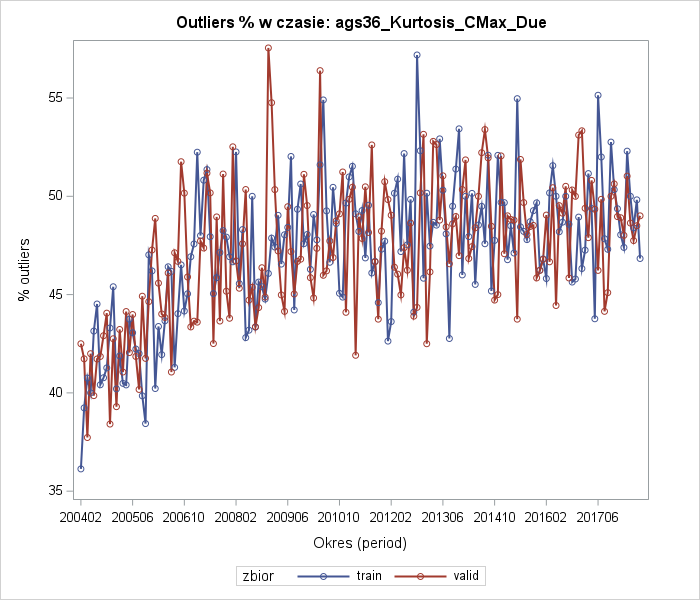 Outliers % w czasie: ags36_Kurtosis_CMax_Due
55
50
45
40
35
% outliers
200402 200506 200610 200802 200906 201010 201202 201306 201410 201602 201706
Okres (period)
zbior train valid